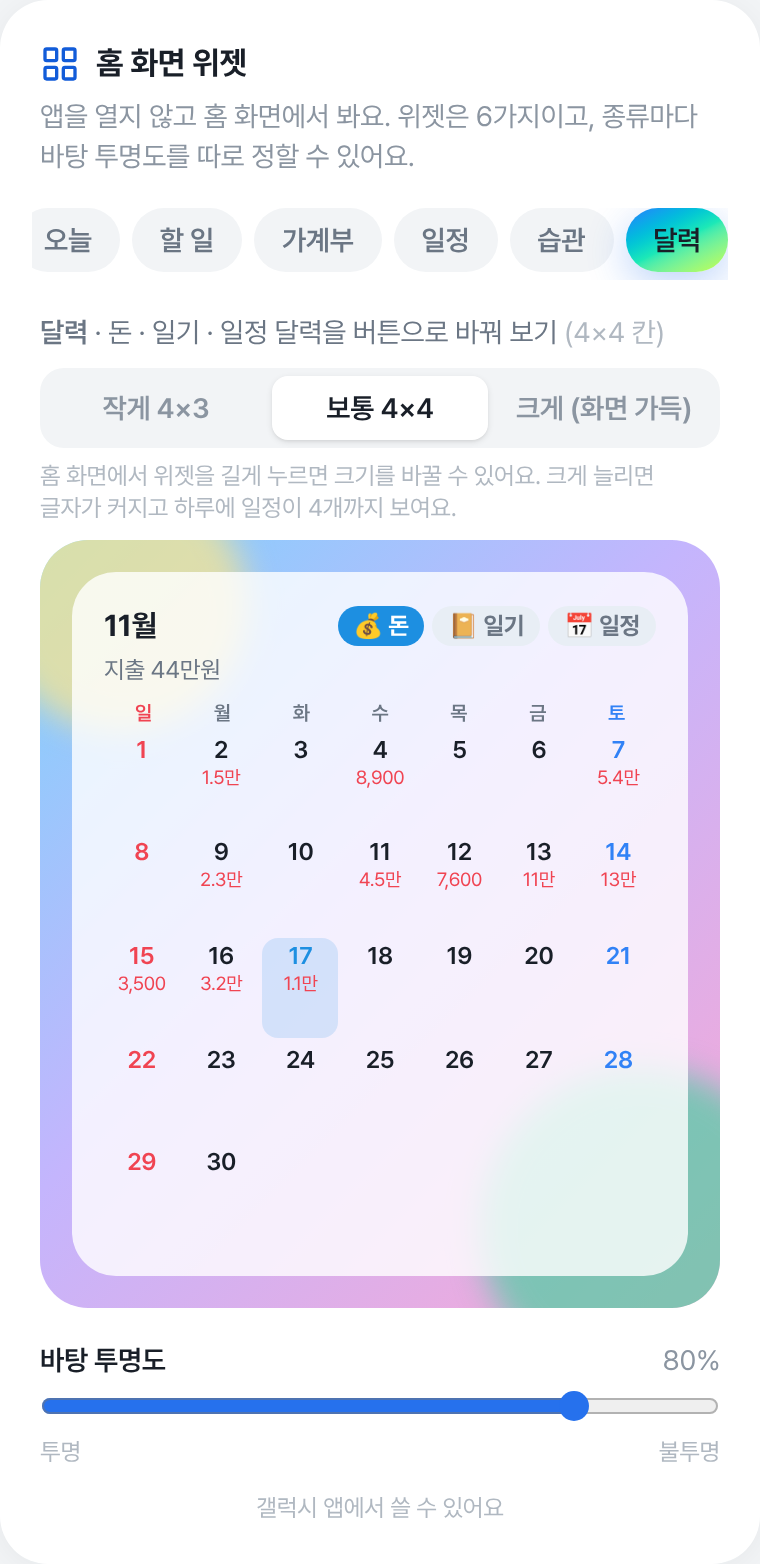 홈 화면 위젯
앱을 열지 않고 홈 화면에서 봐요. 위젯은 6가지이고, 종류마다
바탕 투명도를 따로 정할 수 있어요.
오늘 할 일 가계부 일정 습관 달력
달력 · 돈 · 일기 · 일정 달력을 버튼으로 바꿔 보기 (4×4 칸)
작게 4×3 보통 4×4 크게 (화면 가득)
홈 화면에서 위젯을 길게 누르면 크기를 바꿀 수 있어요. 크게 늘리면
글자가 커지고 하루에 일정이 4개까지 보여요.
11월 💰 돈 📔 일기 📅 일정
지출 44만원
일 월 화 수 목 금 토
1 2 3 4 5 6 7
1.5만 8,900 5.4만
8 9 10 11 12 13 14
2.3만 4.5만 7,600 11만 13만
15 16 17 18 19 20 21
3,500 3.2만 1.1만
22 23 24 25 26 27 28
29 30
바탕 투명도 80%
투명 불투명
갤럭시 앱에서 쓸 수 있어요